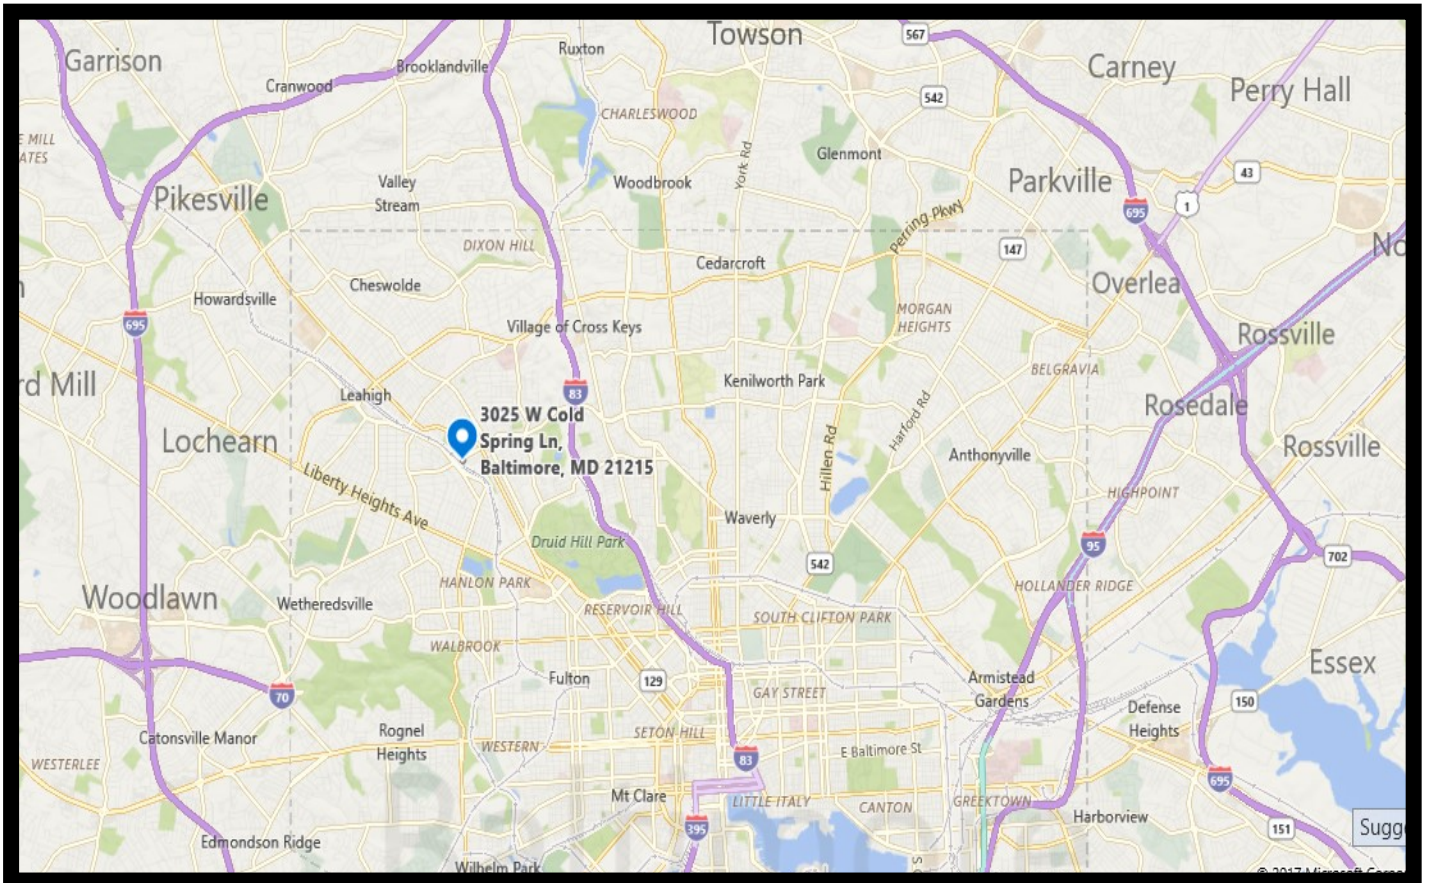 Towson
567
Garrison
Ruxton
Brooklandville
Carney
Cranwood
542
Perry Hall
CHARLESWOOD
E MILL
ATES
York Rd
Glenmont
43
Valley
Stream
Woodbrook
Parkville
Pikesville
1
695
Perring Pkwy
DIXON HILL
147
No
Cedarcroft
Cheswolde
Overlea
Howardsville
MORGAN
HEIGHTS
695
Village of Cross Keys
Rossville
BELGRAVIA
rd Mill
Kenilworth Park
83
Leahigh
Rosedale
3025 W Cold
Spring Ln,
Baltimore, MD 21215
Harford Rd
Lochearn
Rossville
Hillen Rd
Anthonyville
Liberty Heights Ave
HIGHPOINT
Waverly
Druid Hill Park
95
702
542
HANLON PARK
HOLLANDER RIDGE
Woodlawn
Wetheredsville
RESERVOIR HILL
SOUTH CLIFTON PARK
WALBROOK
Essex
Fulton
129
Armistead
Gardens
GAY STREET
70
150
Defense
Heights
Rognel
Heights
SETON HILL
Catonsville Manor
WESTERN
E Baltimore St
83
WESTERLEE
695
Mt Clare
LITTLE ITALY
CANTON
GREEKTOWN
Harborview
395
151
Sugg
Edmondson Ridge
Wilhelm Park
S
© 2017 Microsoft Corpo